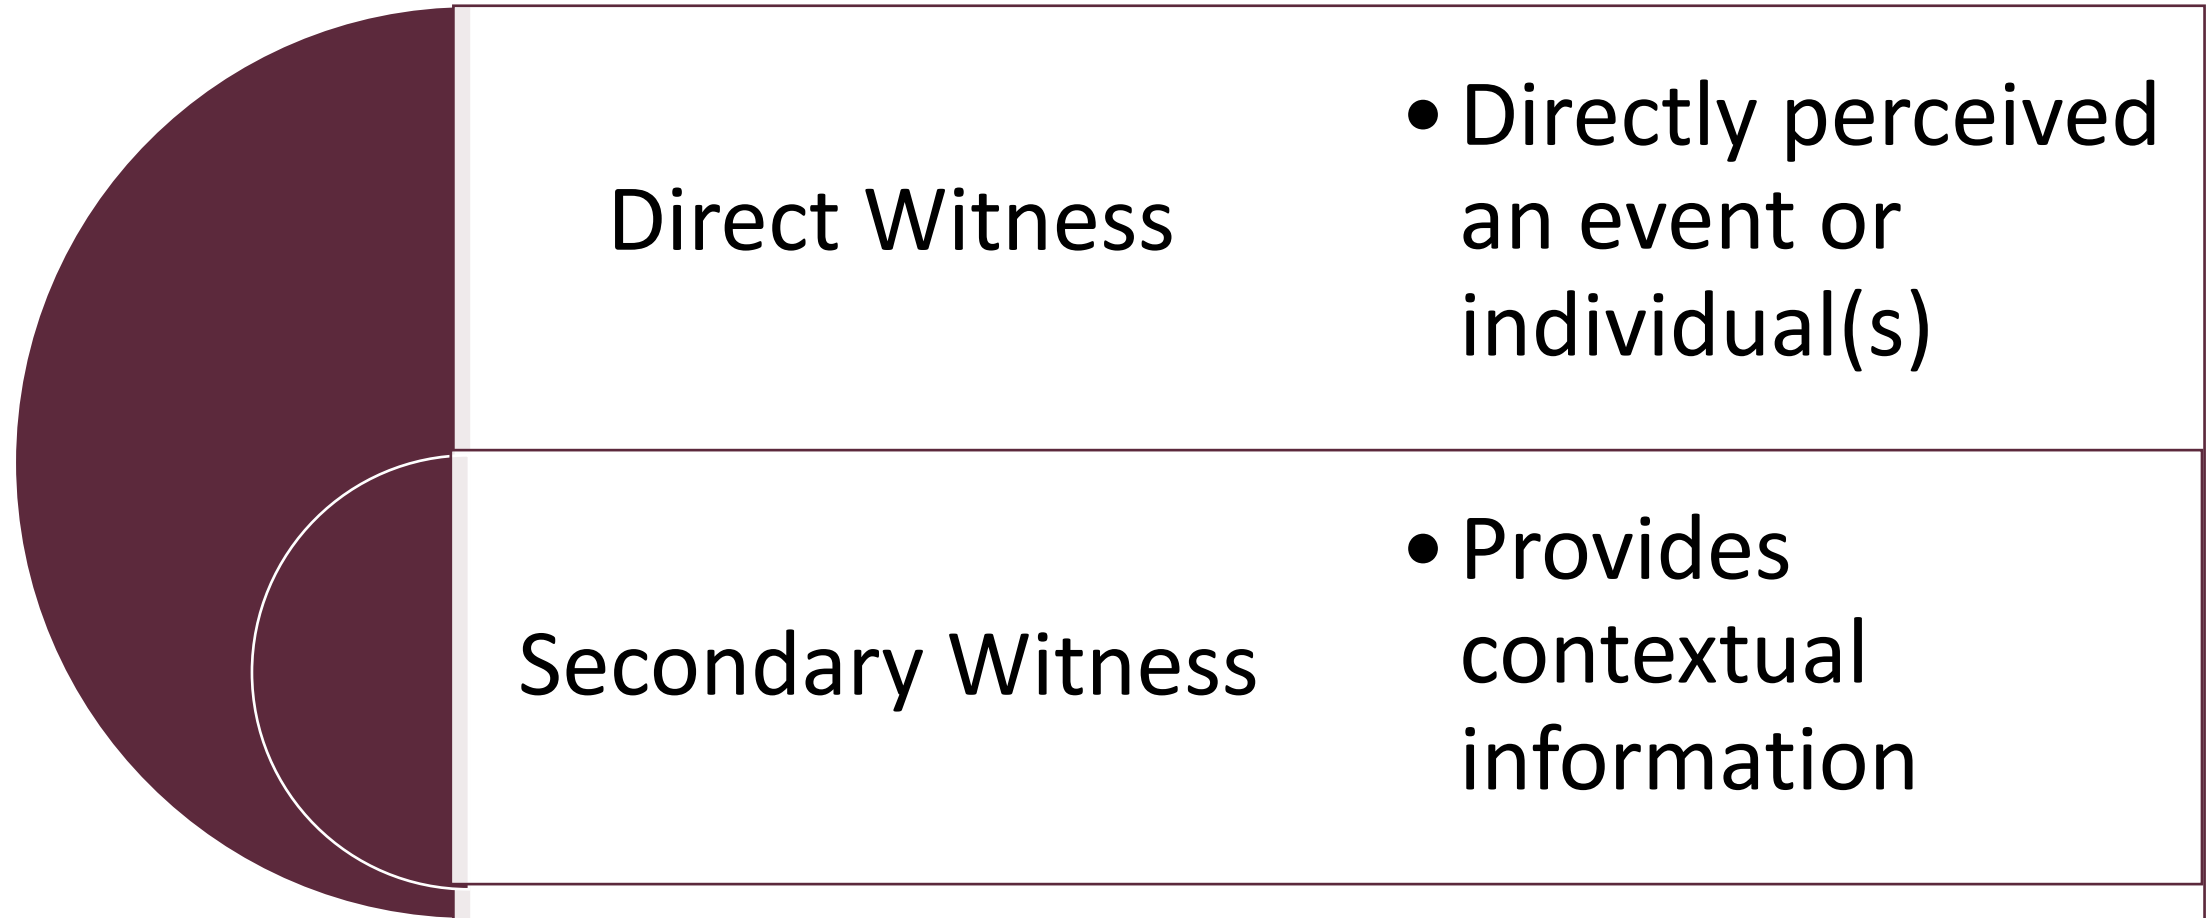 Direct Witness
• Directly perceived
an event or
individual(s)
Secondary Witness
• Provides
contextual
information